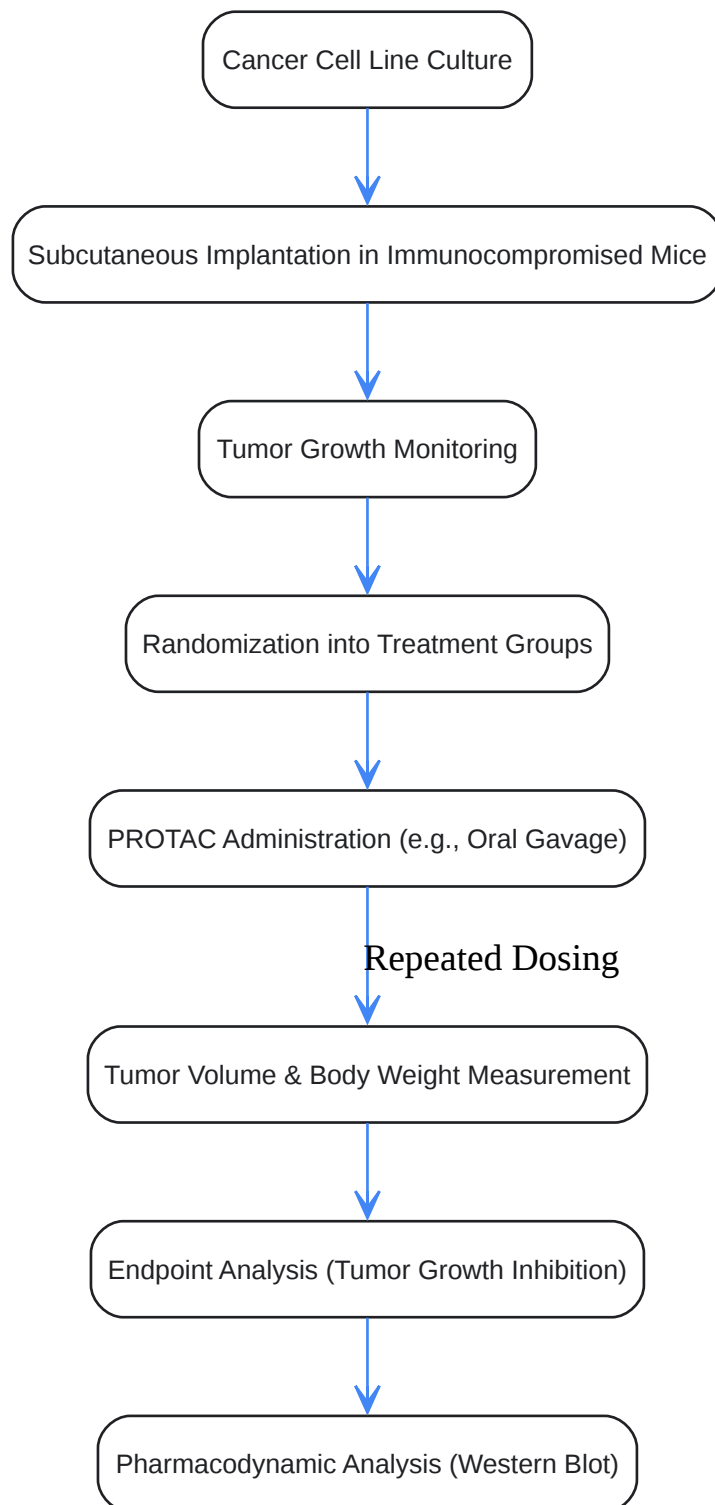 Cancer Cell Line Culture
Subcutaneous Implantation in Immunocompromised Mice
Tumor Growth Monitoring
Randomization into Treatment Groups
PROTAC Administration (e.g., Oral Gavage)
Repeated Dosing
Tumor Volume & Body Weight Measurement
Endpoint Analysis (Tumor Growth Inhibition)
Pharmacodynamic Analysis (Western Blot)